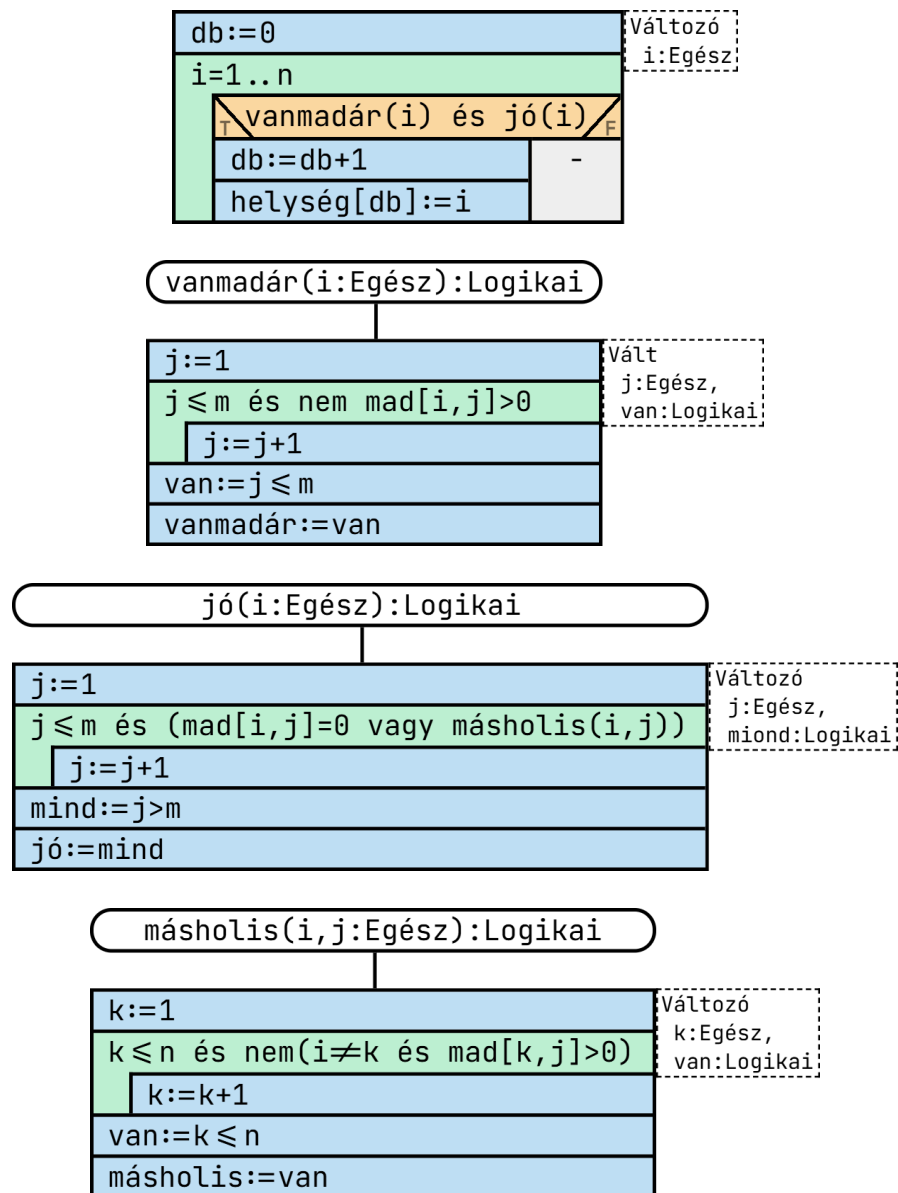 db:=0
Változó
i:Egész
i=1..n
vanmadár(i) és jó(i)
T
F
db:=db+1
-
helység[db]:=i
vanmadár(i:Egész):Logikai
j:=1
Vált
j:Egész,
van:Logikai
j≤m és nem mad[i,j]>0
j:=j+1
van:=j≤m
vanmadár:=van
jó(i:Egész):Logikai
j:=1
Változó
j:Egész,
miond:Logikai
j≤m és (mad[i,j]=0 vagy másholis(i,j))
j:=j+1
mind:=j>m
jó:=mind
másholis(i,j:Egész):Logikai
k:=1
Változó
k:Egész,
van:Logikai
k≤n és nem(i≠k és mad[k,j]>0)
k:=k+1
van:=k≤n
másholis:=van